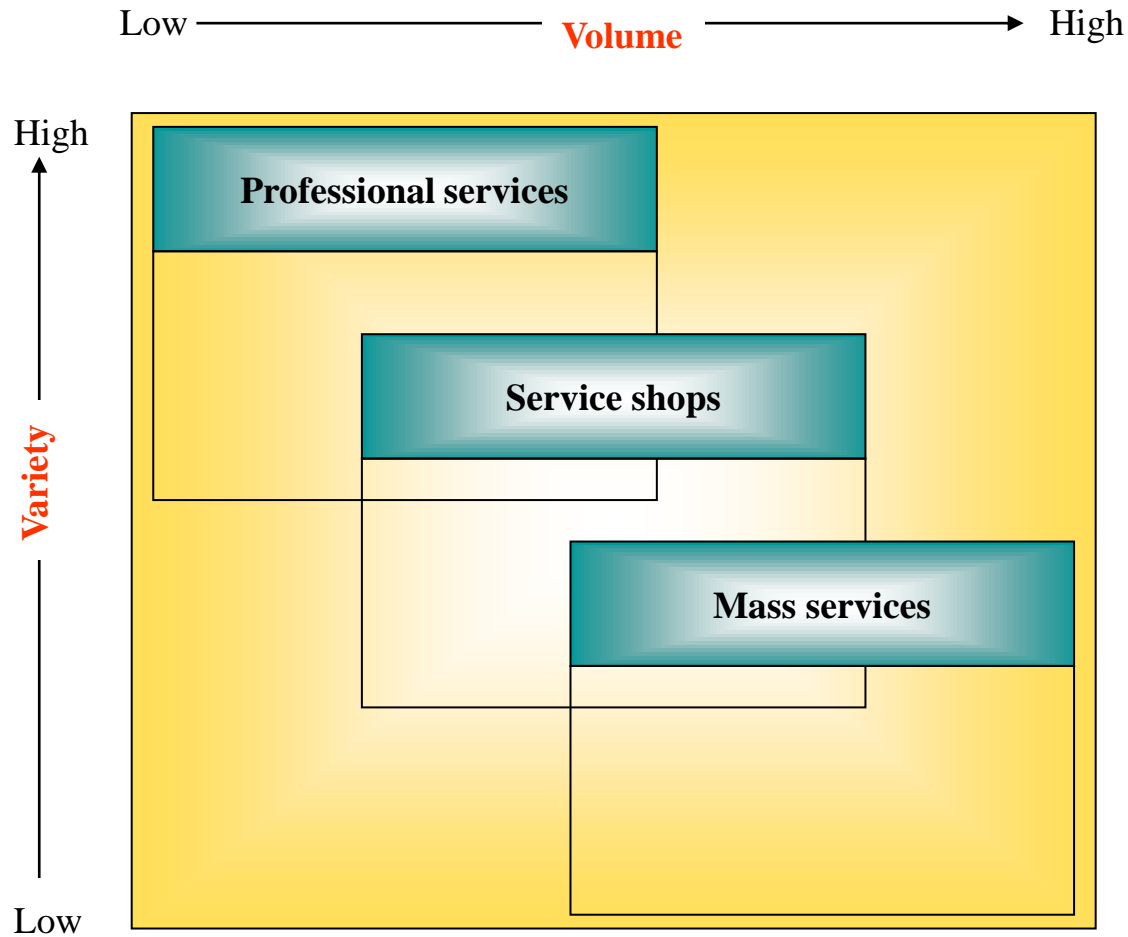 Low
Volume
High
High
Professional services
Service shops
Variety
Mass services
Low